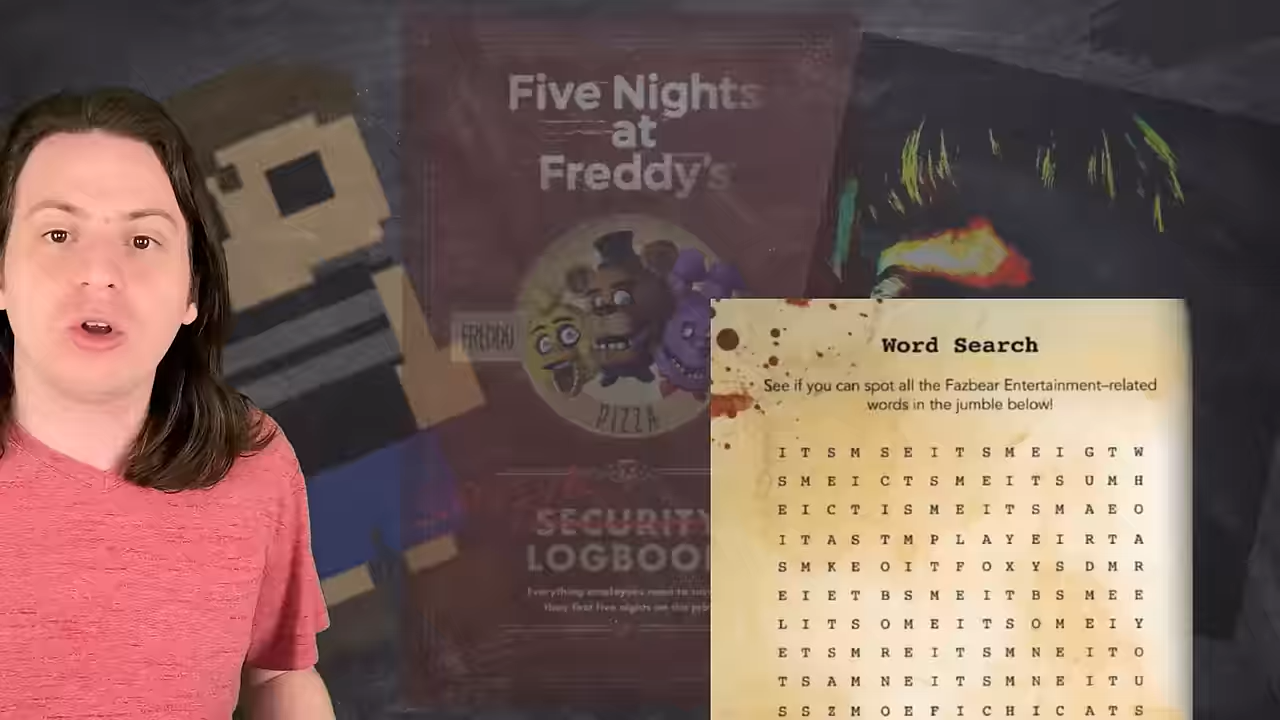 Five Nights
at
Freddy's
FREDDY
PIZZA
SECURITY
LOGBOOK
Word Search
See if you can spot all the Fazbear Entertainment–related
words in the jumble below!
I T S M S E I T S M E I G T W
S M E I C T S M E I T S U M H
E I C T I S M E I T S M A E O
I T A S T M P L A Y E I R T A
S M K E O I T F O X Y S D M R
E I E T B S M E I T B S M E E
L I T S O M E I T S O M E I Y
E T S M R E I T S M N E I T O
T S A M N E I T S M N E I T U
S S Z M O E F I C H I C A T S